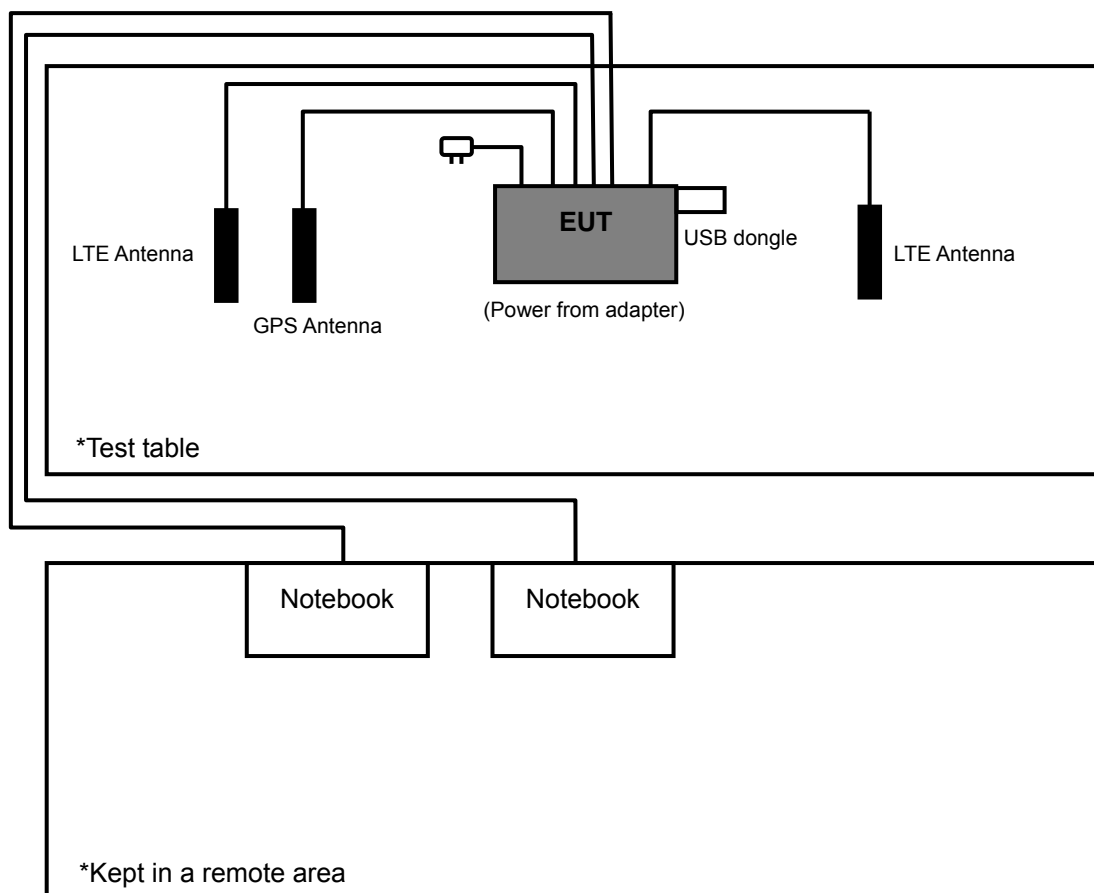 EUT
USB dongle
LTE Antenna
LTE Antenna
(Power from adapter)
GPS Antenna
*Test table
Notebook
Notebook
*Kept in a remote area